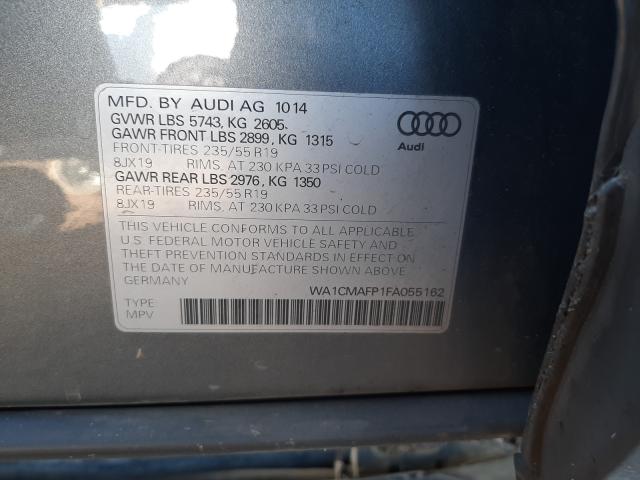 MFD. BY AUDI AG 10 14
GVWR LBS 5743, KG 2605
GAWR FRONT LBS 2899, KG 1315
FRONT-TIRES 235/55 R19
8JX19 RIMS, AT 230 KPA 33 PSI COLD
GAWR REAR LBS 2976, KG 1350
REAR-TIRES 235/55 R19
8JX19 RIMS, AT 230 KPA 33 PSI COLD
Audi
THIS VEHICLE CONFORMS TO ALL APPLICABLE
U.S. FEDERAL MOTOR VEHICLE SAFETY AND
THEFT PREVENTION STANDARDS IN EFFECT ON
THE DATE OF MANUFACTURE SHOWN ABOVE.
GERMANY
WA1CMAFP1FA055162
TYPE
MPV